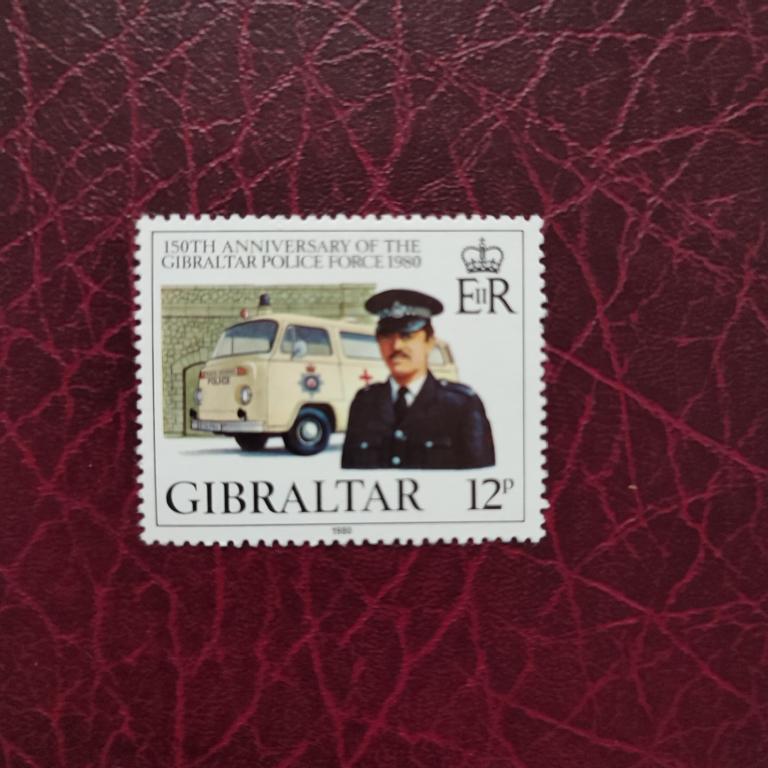 150TH ANNIVERSARY OF THE
GIBRALTAR POLICE FORCE 1980
EIIR
POLICE
GIBRALTAR 12P
1980